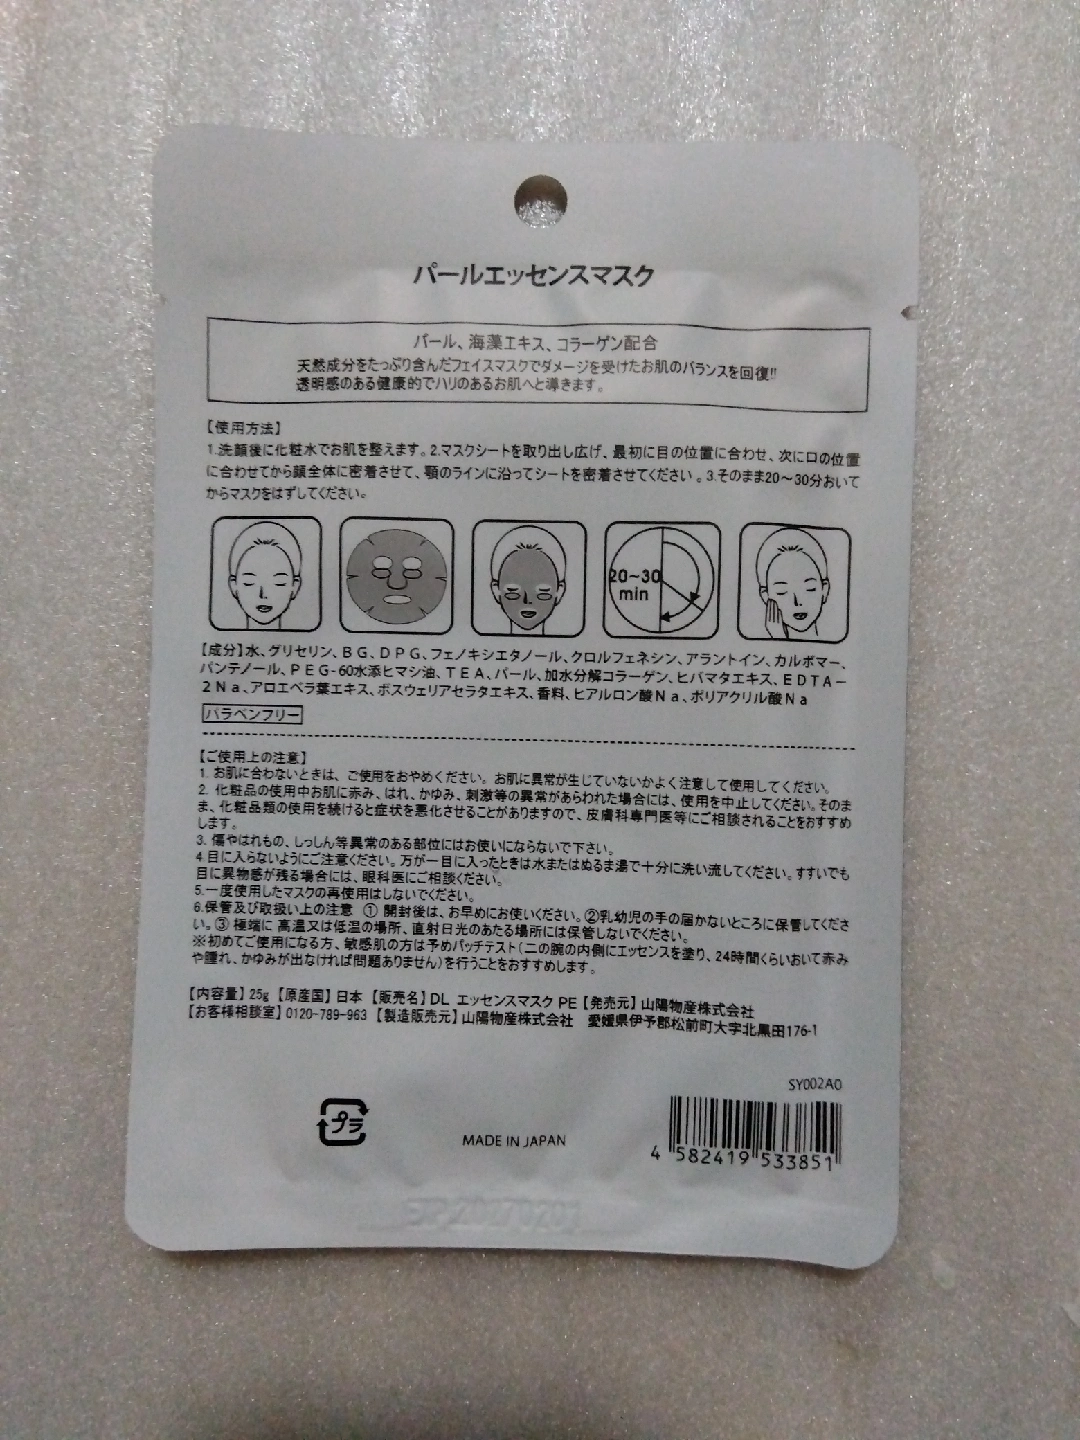 パールエッセンスマスク
パール、海藻エキス、コラーゲン配合
天然成分をたっぷり含んだフェイスマスクでダメージを受けたお肌のバランスを回復!!
透明感のある健康的でハリのあるお肌へと導きます。
【使用方法】
1.洗顔後に化粧水でお肌を整えます。2.マスクシートを取り出し広げ、最初に目の位置に合わせ、次に口の位置
に合わせてから顔全体に密着させて、顎のラインに沿ってシートを密着させてください。3.そのまま20～30分おいて
からマスクをはずしてください。
20~30
min
【成分】水、グリセリン、BG、DPG、フェノキシエタノール、クロルフェネシン、アラントイン、カルボマー、
パンテノール、PEG-60水添ヒマシ油、TEA、パール、加水分解コラーゲン、ヒバマタエキス、EDTA－
2Na、アロエベラ葉エキス、ボスウェリアセラタエキス、香料、ヒアルロン酸Na、ポリアクリル酸Na
パラベンフリー
【ご使用上の注意】
1. お肌に合わないときは、ご使用をおやめください。お肌に異常が生じていないかよく注意して使用してください。
2. 化粧品の使用中お肌に赤み、はれ、かゆみ、刺激等の異常があらわれた場合には、使用を中止してください。そのま
ま、化粧品類の使用を続けると症状を悪化させることがありますので、皮膚科専門医等にご相談されることをおすすめ
します。
3. 傷やはれもの、しっしん等異常のある部位にはお使いにならないで下さい。
4.目に入らないようにご注意ください。万が一目に入ったときは水またはぬるま湯で十分に洗い流してください。すすいでも
目に異物感が残る場合には、眼科医にご相談ください。
5.一度使用したマスクの再使用はしないでください。
6.保管及び取扱い上の注意 ① 開封後は、お早めにお使いください。②乳幼児の手の届かないところに保管してくださ
い。③ 極端に 高温又は低温の場所、直射日光のあたる場所には保管しないでください。
※初めてご使用になる方、敏感肌の方は予めパッチテスト(二の腕の内側にエッセンスを塗り、24時間くらいおいて赤み
や腫れ、かゆみが出なければ問題ありません)を行うことをおすすめします。
【内容量】25g 【原産国】日本 【販売名】DL エッセンスマスク PE 【発売元】山陽物産株式会社
【お客様相談室】0120-789-963 【製造販売元】山陽物産株式会社 愛媛県伊予郡松前町大字北黒田176-1
SY002A0
プラ
MADE IN JAPAN
4 582419 533851